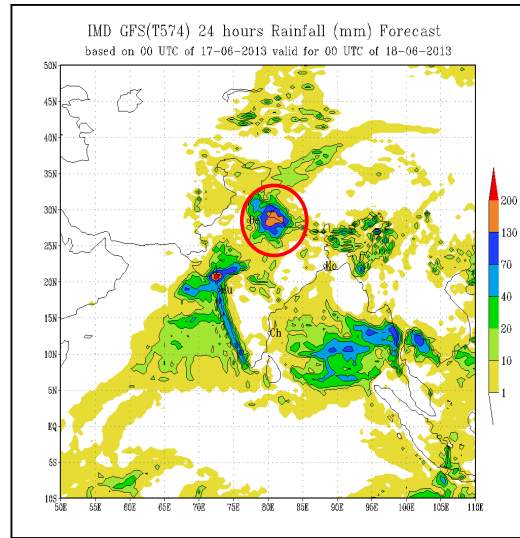 IMD GFS(T574) 24 hours Rainfall (mm) Forecast
based on 00 UTC of 17-06-2013 valid for 00 UTC of 18-06-2013
50N
45N
40N
35N
30N
25N
20N
15N
10N
5N
EQ
5S
10S
50E 55E 60E 65E 70E 75E 80E 85E 90E 95E 100E 105E 110E
Ch
200
130
70
40
20
10
1